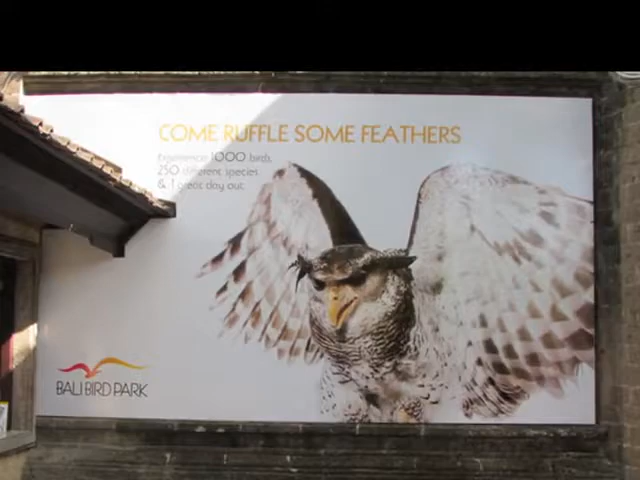 COME RUFFLE SOME FEATHERS
Experience 1000 birds,
250 different species
& 1 great day out.
BALI BIRD PARK